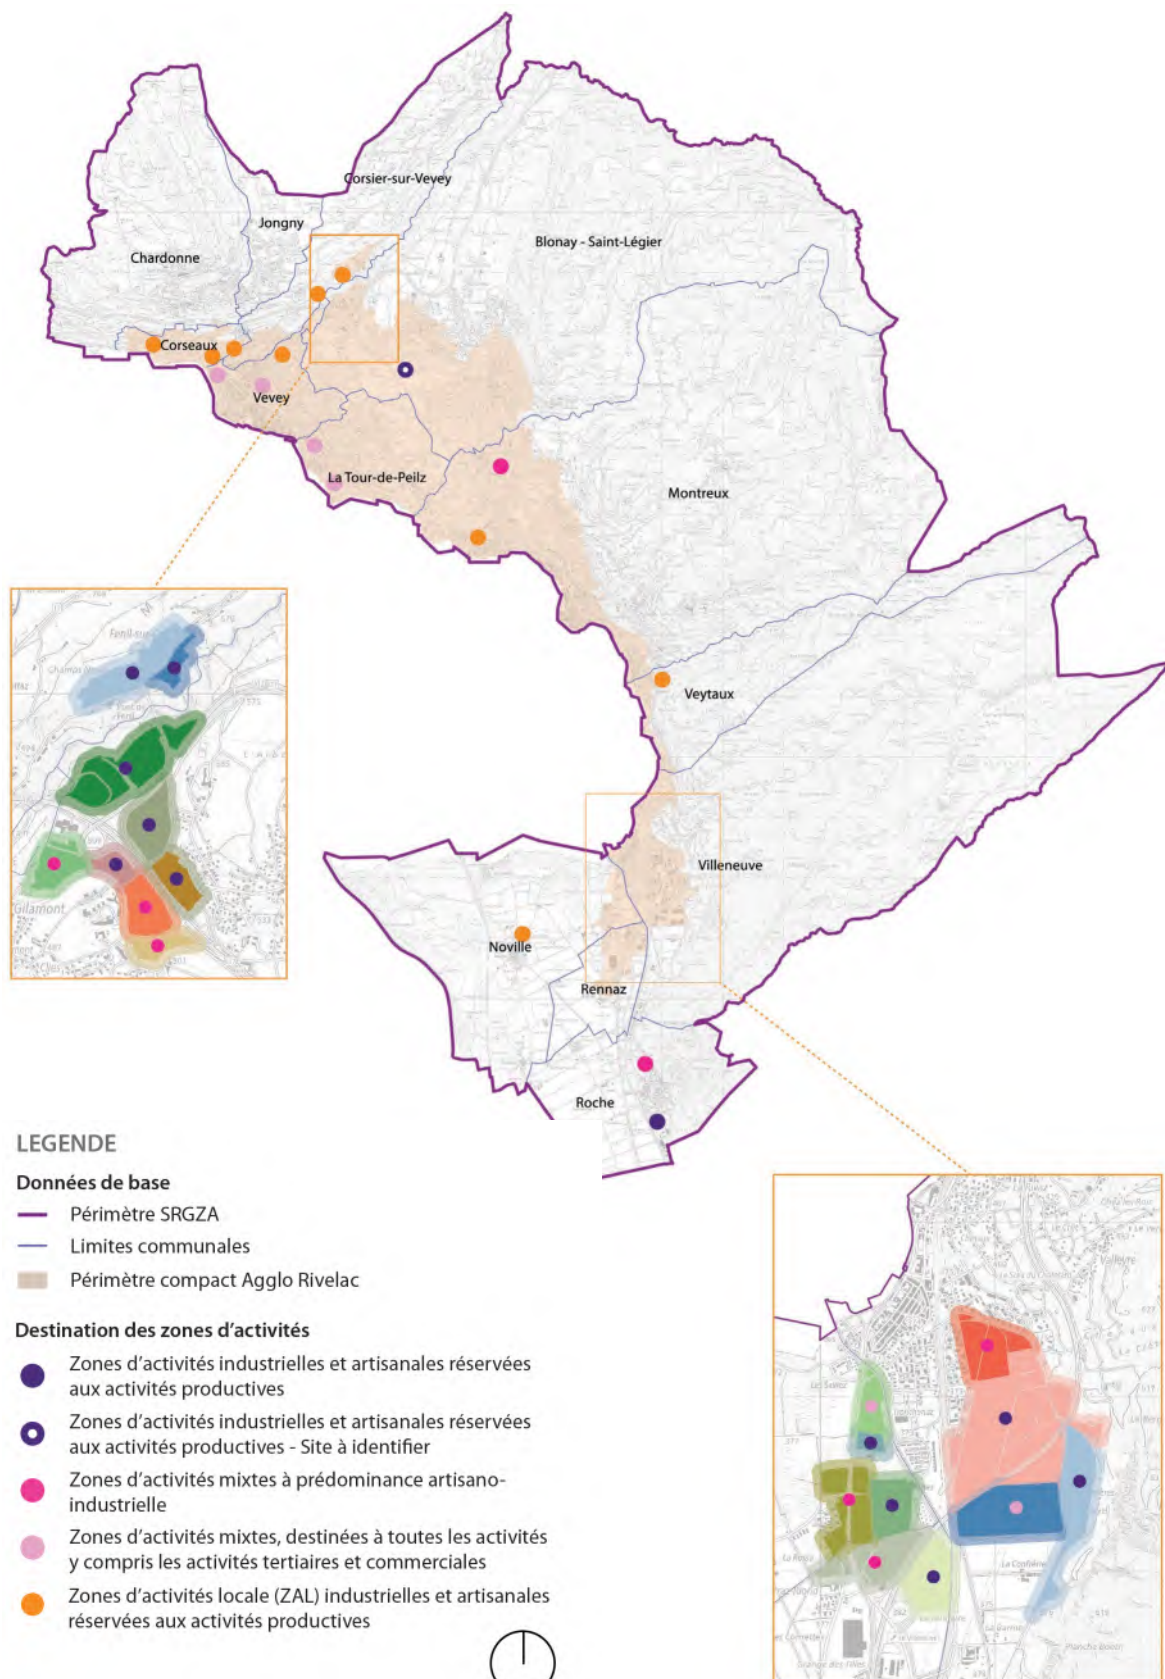 Corsier-sur-Vevey
Jongny
Blonay - Saint-Légier
Chardonne
Corseaux
Vevey
La Tour-de-Peilz
Montreux
Veytaux
Villeneuve
Noville
Rennaz
Roche
Gilamont
LEGENDE
Données de base
Périmètre SRGZA
Limites communales
Périmètre compact Agglo Rivelac
Destination des zones d'activités
Zones d'activités industrielles et artisanales réservées
aux activités productives
Zones d'activités industrielles et artisanales réservées
aux activités productives - Site à identifier
Zones d'activités mixtes à prédominance artisano-
industrielle
Zones d'activités mixtes, destinées à toutes les activités
y compris les activités tertiaires et commerciales
Zones d'activités locale (ZAL) industrielles et artisanales
réservées aux activités productives